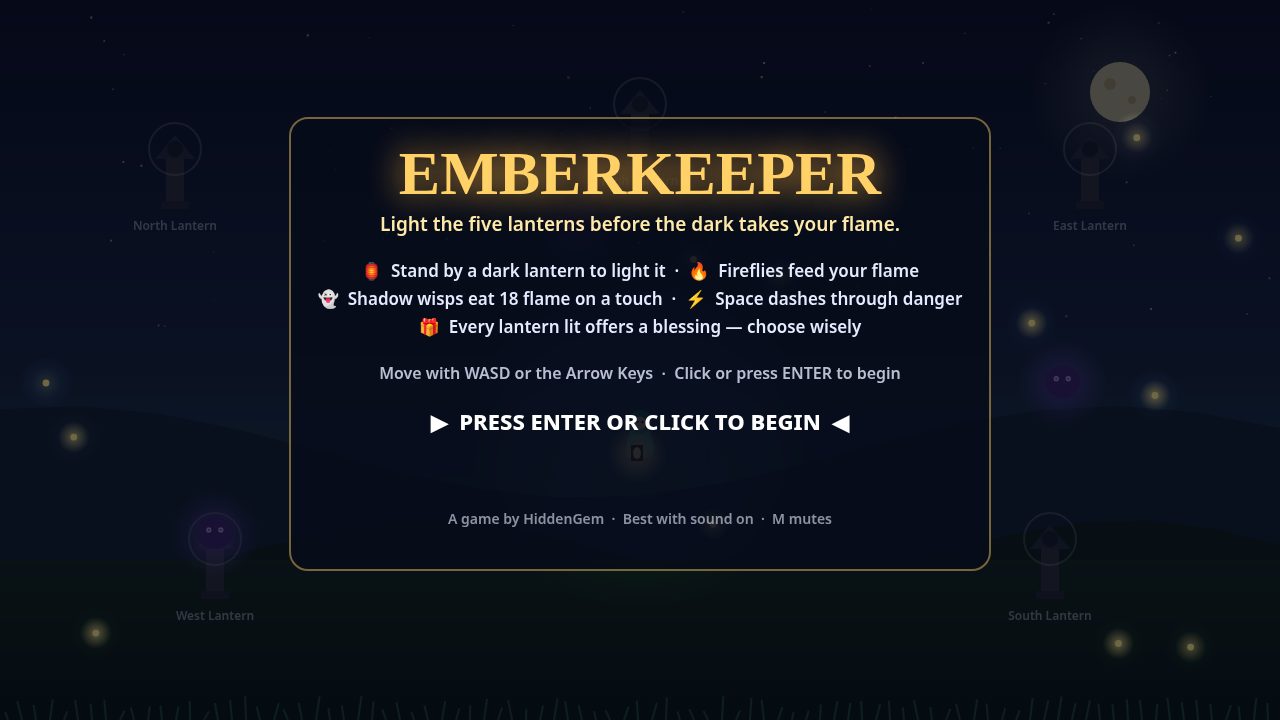 EMBERKEEPER
Light the five lanterns before the dark takes your flame.
🏮 Stand by a dark lantern to light it · 🔥 Fireflies feed your flame
👻 Shadow wisps eat 18 flame on a touch · ⚡ Space dashes through danger
🎁 Every lantern lit offers a blessing — choose wisely
Move with WASD or the Arrow Keys · Click or press ENTER to begin
▶ PRESS ENTER OR CLICK TO BEGIN ◀
A game by HiddenGem · Best with sound on · M mutes
North Lantern
East Lantern
West Lantern
South Lantern